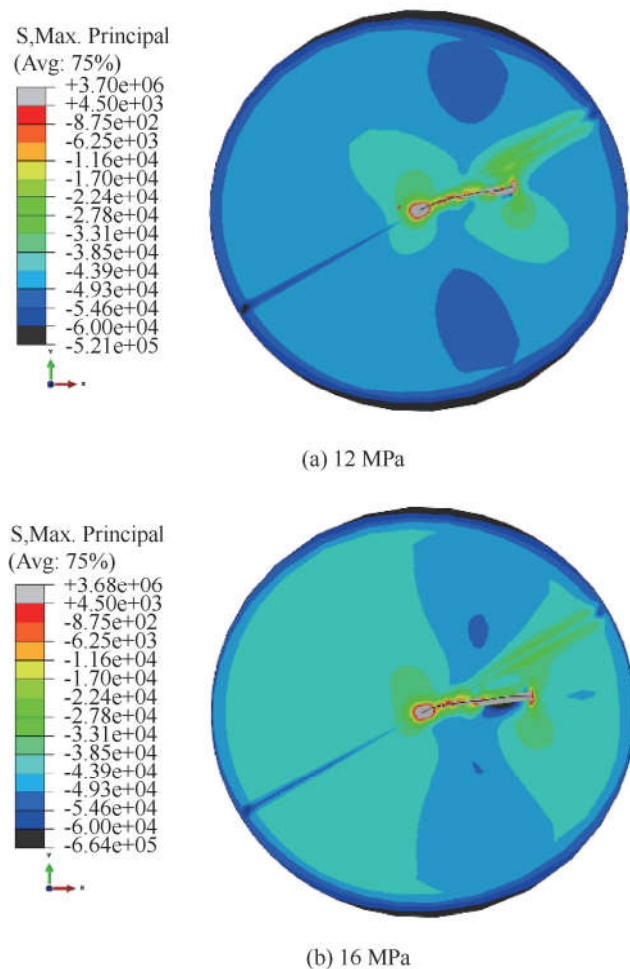 S,Max. Principal
(Avg: 75%)
+3.70e+06
+4.50e+03
-8.75e+02
-6.25e+03
-1.16e+04
-1.70e+04
-2.24e+04
-2.78e+04
-3.31e+04
-3.85e+04
-4.39e+04
-4.93e+04
-5.46e+04
-6.00e+04
-5.21e+05
Y
X
(a) 12 MPa
S,Max. Principal
(Avg: 75%)
+3.68e+06
+4.50e+03
-8.75e+02
-6.25e+03
-1.16e+04
-1.70e+04
-2.24e+04
-2.78e+04
-3.31e+04
-3.85e+04
-4.39e+04
-4.93e+04
-5.46e+04
-6.00e+04
-6.64e+05
Y
X
(b) 16 MPa